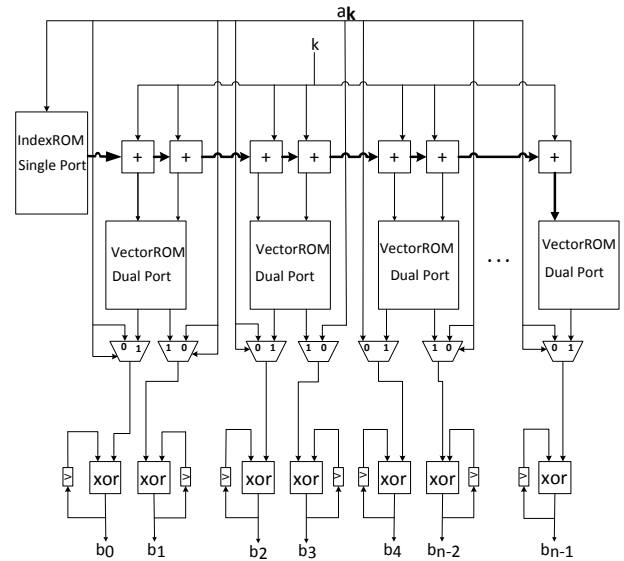 ak
k
IndexROM
Single Port
+ + + + + + +
VectorROM
Dual Port
VectorROM
Dual Port
VectorROM
Dual Port
...
VectorROM
Dual Port
0 1 1 0 0 1 1 0 0 1 1 0 0 1
V V V V V V V
xor xor xor xor xor xor xor
b0 b1 b2 b3 b4 bn-2 bn-1